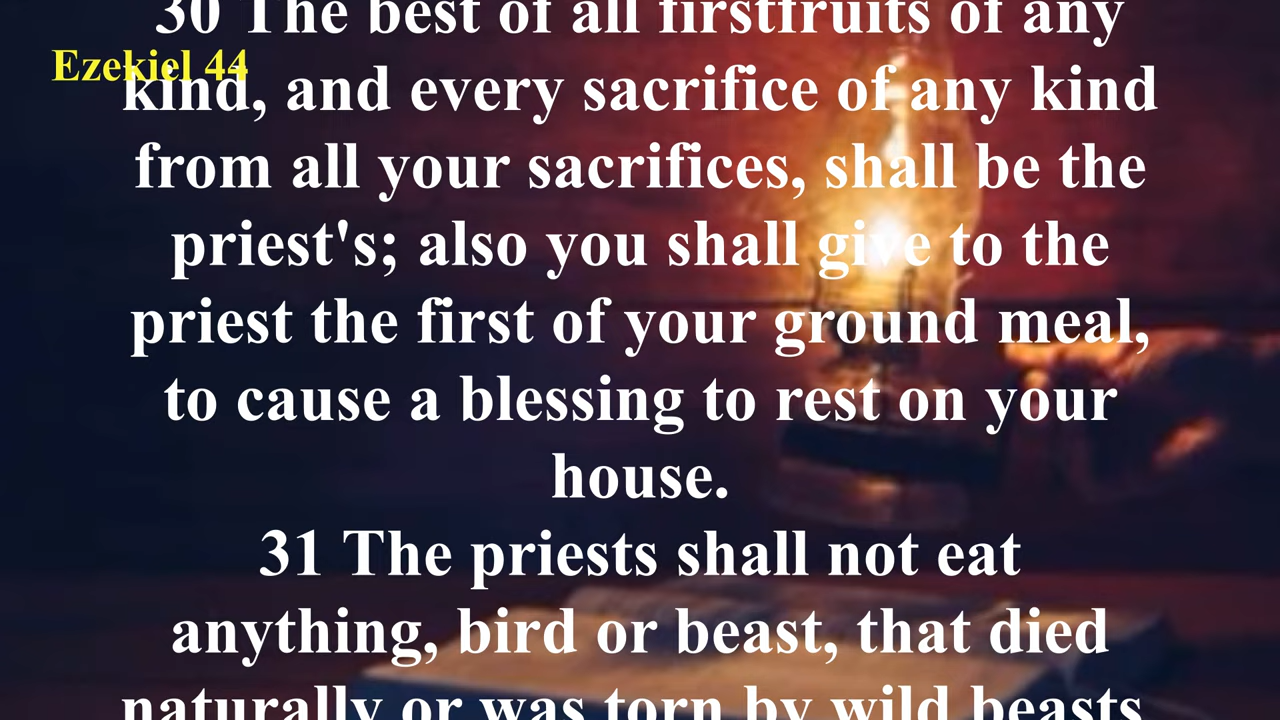 30 The best of all firstfruits of any
Ezekiel 44
kind, and every sacrifice of any kind
from all your sacrifices, shall be the
priest's; also you shall give to the
priest the first of your ground meal,
to cause a blessing to rest on your
house.
31 The priests shall not eat
anything, bird or beast, that died
naturally or was torn by wild beasts